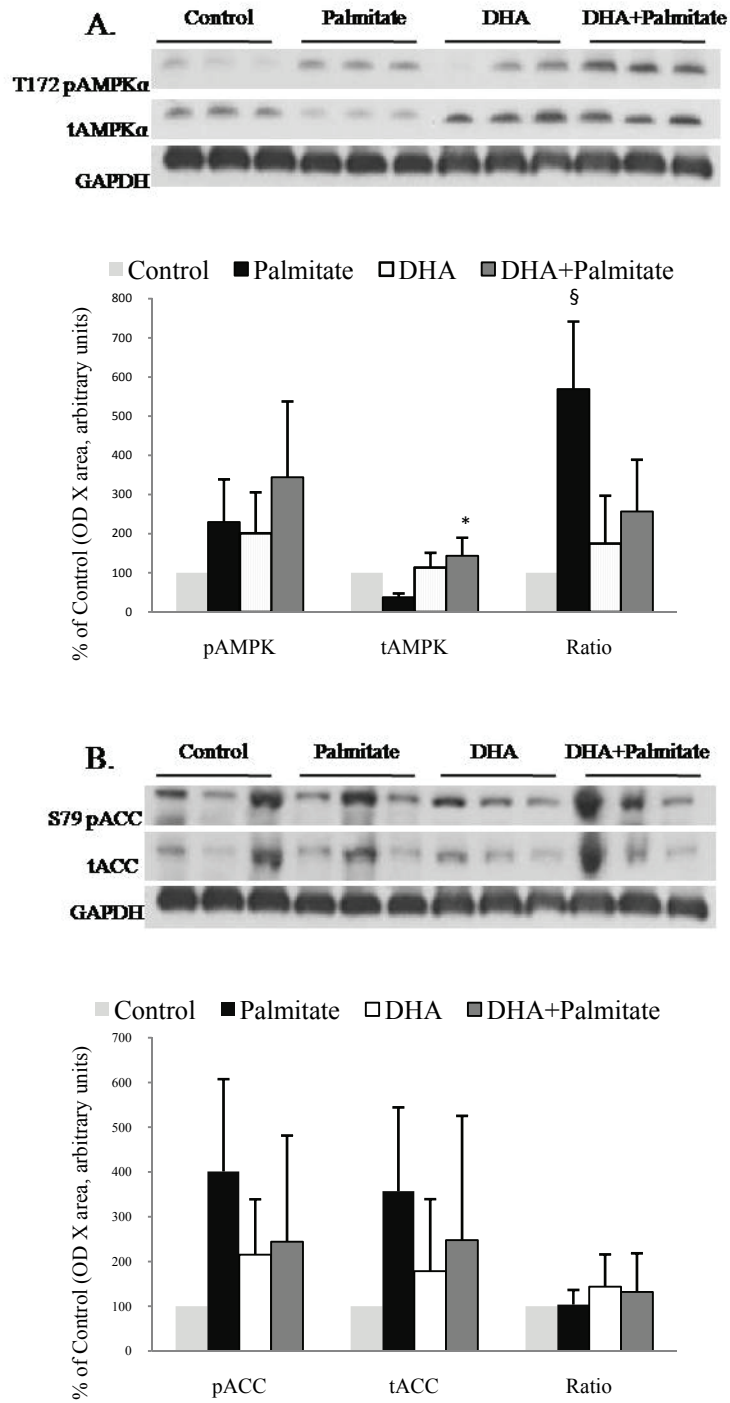 A.
Control Palmitate DHA DHA+Palmitate
T172 pAMPKα
tAMPKα
GAPDH
Control Palmitate DHA DHA+Palmitate
% of Control (OD X area, arbitrary units)
800
700
600
500
400
300
200
100
0
§
*
pAMPK tAMPK Ratio
B.
Control Palmitate DHA DHA+Palmitate
S79 pACC
tACC
GAPDH
Control Palmitate DHA DHA+Palmitate
% of Control (OD X area, arbitrary units)
700
600
500
400
300
200
100
0
pACC tACC Ratio